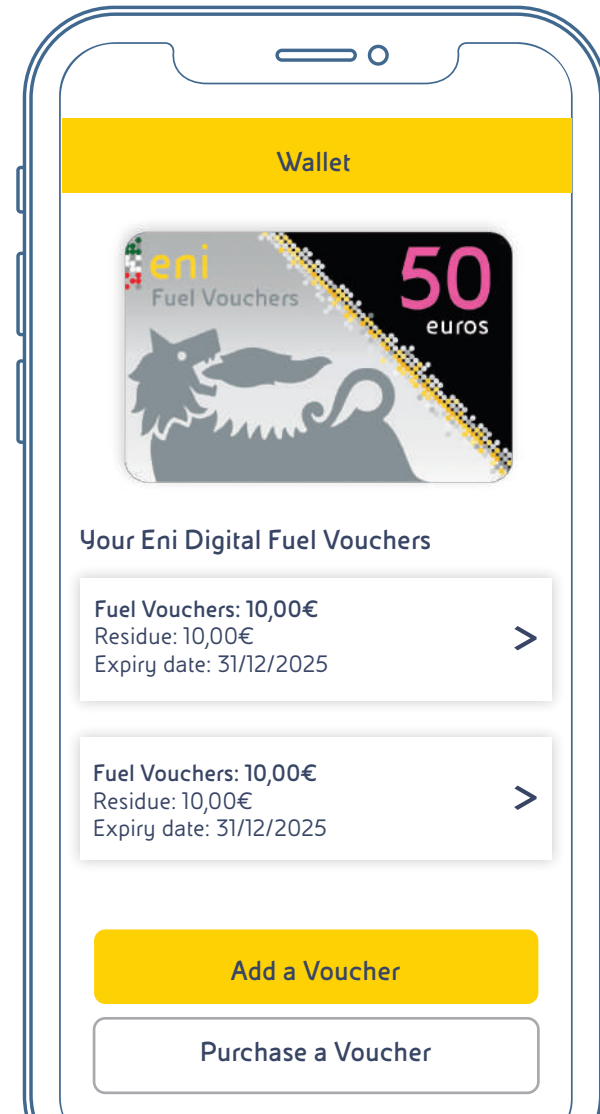 Wallet
eni
Fuel Vouchers
50
euros
Your Eni Digital Fuel Vouchers
Fuel Vouchers: 10,00€
Residue: 10,00€
Expiry date: 31/12/2025
>
Fuel Vouchers: 10,00€
Residue: 10,00€
Expiry date: 31/12/2025
>
Add a Voucher
Purchase a Voucher